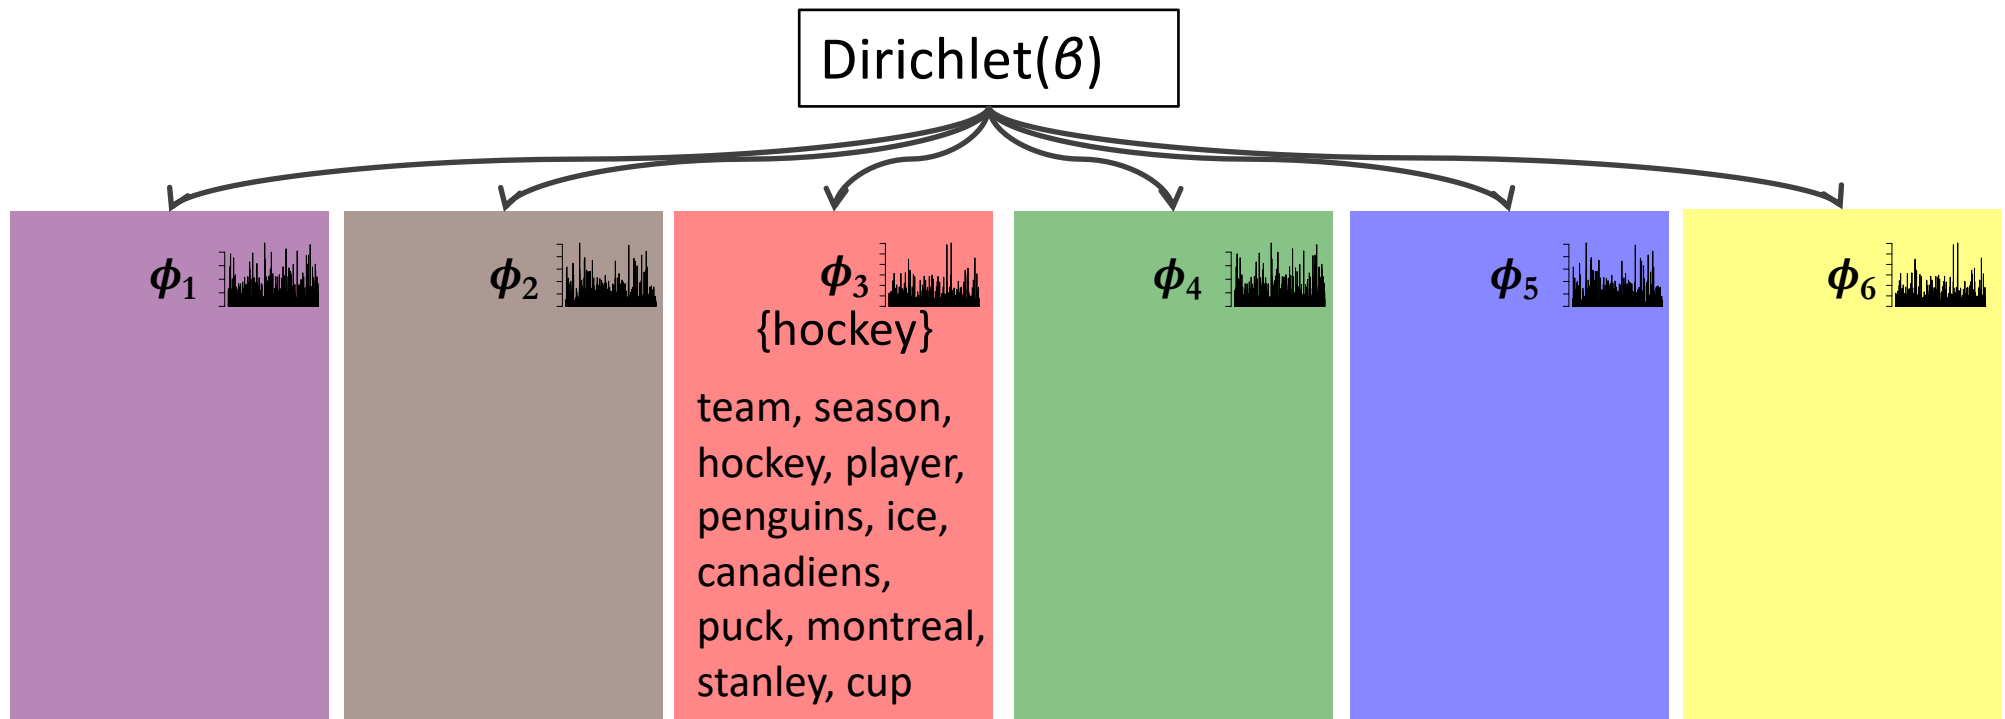 Dirichlet(β)
ϕ1
ϕ2
ϕ3
ϕ4
ϕ5
ϕ6
{hockey}
team, season,
hockey, player,
penguins, ice,
canadiens,
puck, montreal,
stanley, cup